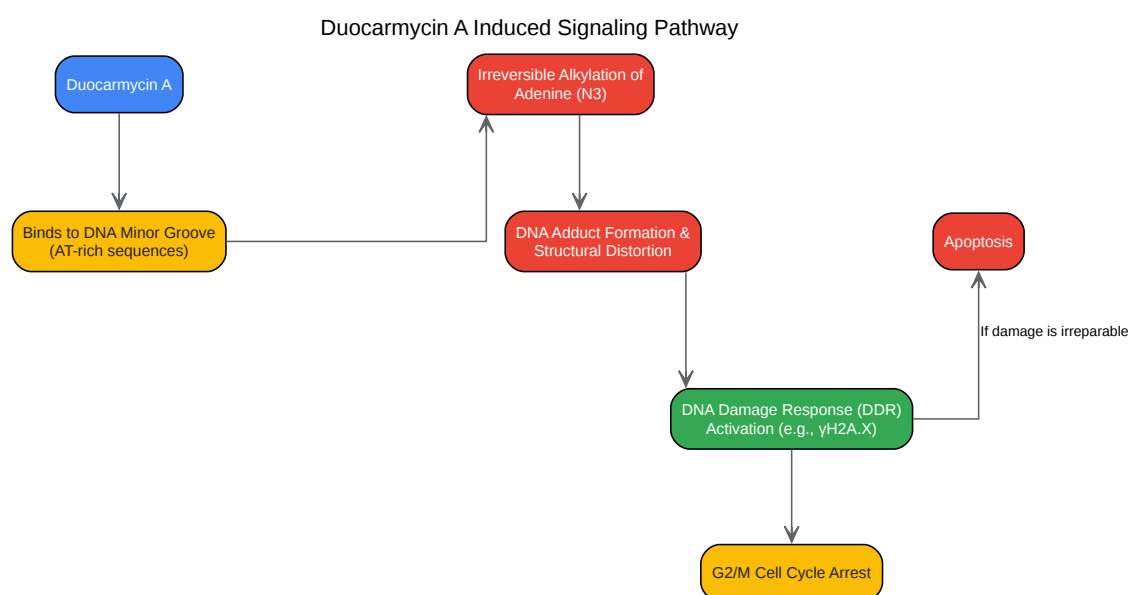 Duocarmycin A Induced Signaling Pathway
Duocarmycin A
Irreversible Alkylation of
Adenine (N3)
Binds to DNA Minor Groove
(AT-rich sequences)
DNA Adduct Formation &
Structural Distortion
Apoptosis
If damage is irreparable
DNA Damage Response (DDR)
Activation (e.g., γH2A.X)
G2/M Cell Cycle Arrest